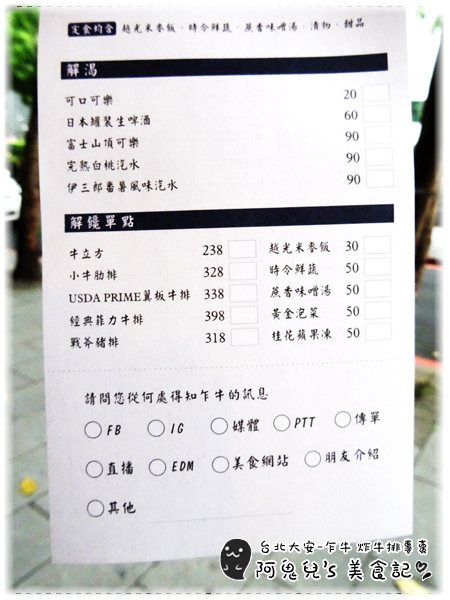 定食均含 越光米麥飯．時令鮮蔬．蔗香味噌湯．漬物．甜品
解渴
可口可樂 20
日本罐裝生啤酒 60
富士山頂可樂 90
完熟白桃汽水 90
伊三郎番薯風味汽水 90
解饞單點
牛立方 238 越光米麥飯 30
小牛肋排 328 時令鮮蔬 50
USDA PRIME翼板牛排 338 蔗香味噌湯 50
經典菲力牛排 398 黃金泡菜 50
戰斧豬排 318 桂花蘋果凍 50
請問您從何處得知乍牛的訊息
FB IG 媒體 PTT 傳單
直播 EDM 美食網站 朋友介紹
其他
台北大安-乍牛 炸牛排專賣
阿鬼兒's 美食記